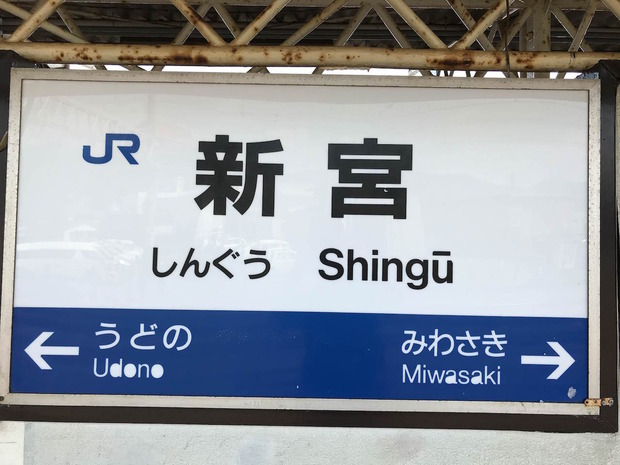 JR
新宮
しんぐう Shingū
← うどの
Udono
みわさき →
Miwasaki